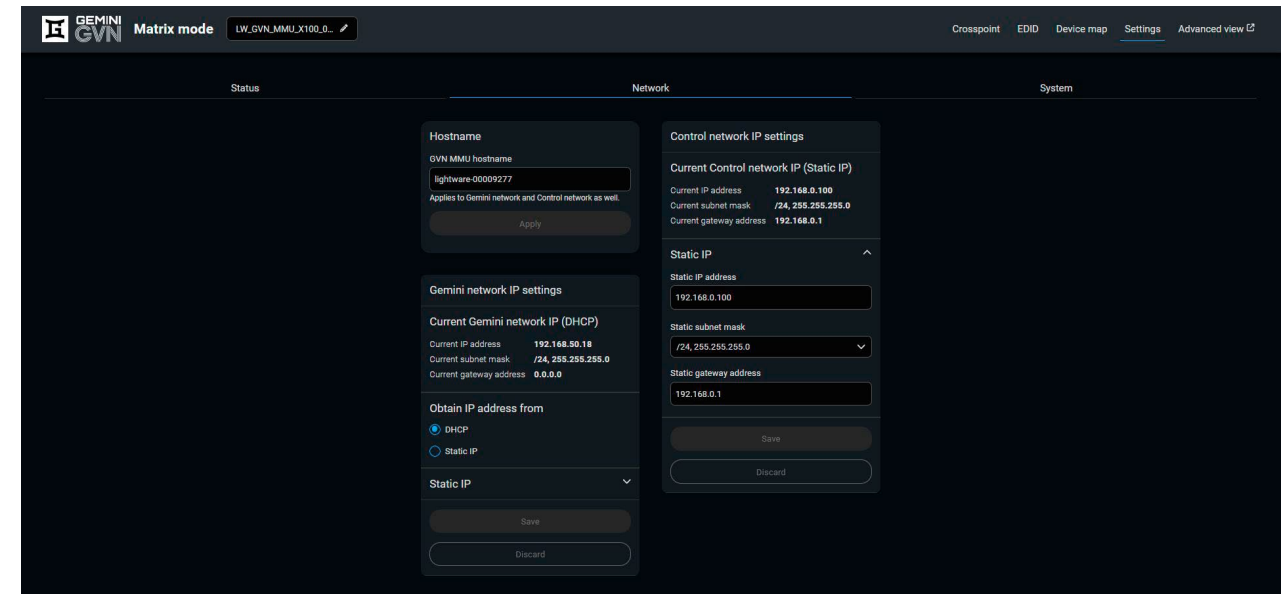 GEMINI
GVN
Matrix mode
LW_GVN_MMU_X100_0...
Crosspoint
EDID
Device map
Settings
Advanced view
Status
Network
System
Hostname
GVN MMU hostname
lightware-00009277
Applies to Gemini network and Control network as well.
Apply
Gemini network IP settings
Current Gemini network IP (DHCP)
Current IP address 192.168.50.18
Current subnet mask /24, 255.255.255.0
Current gateway address 0.0.0.0
Obtain IP address from
DHCP
Static IP
Static IP
Save
Discard
Control network IP settings
Current Control network IP (Static IP)
Current IP address 192.168.0.100
Current subnet mask /24, 255.255.255.0
Current gateway address 192.168.0.1
Static IP
Static IP address
192.168.0.100
Static subnet mask
/24, 255.255.255.0
Static gateway address
192.168.0.1
Save
Discard